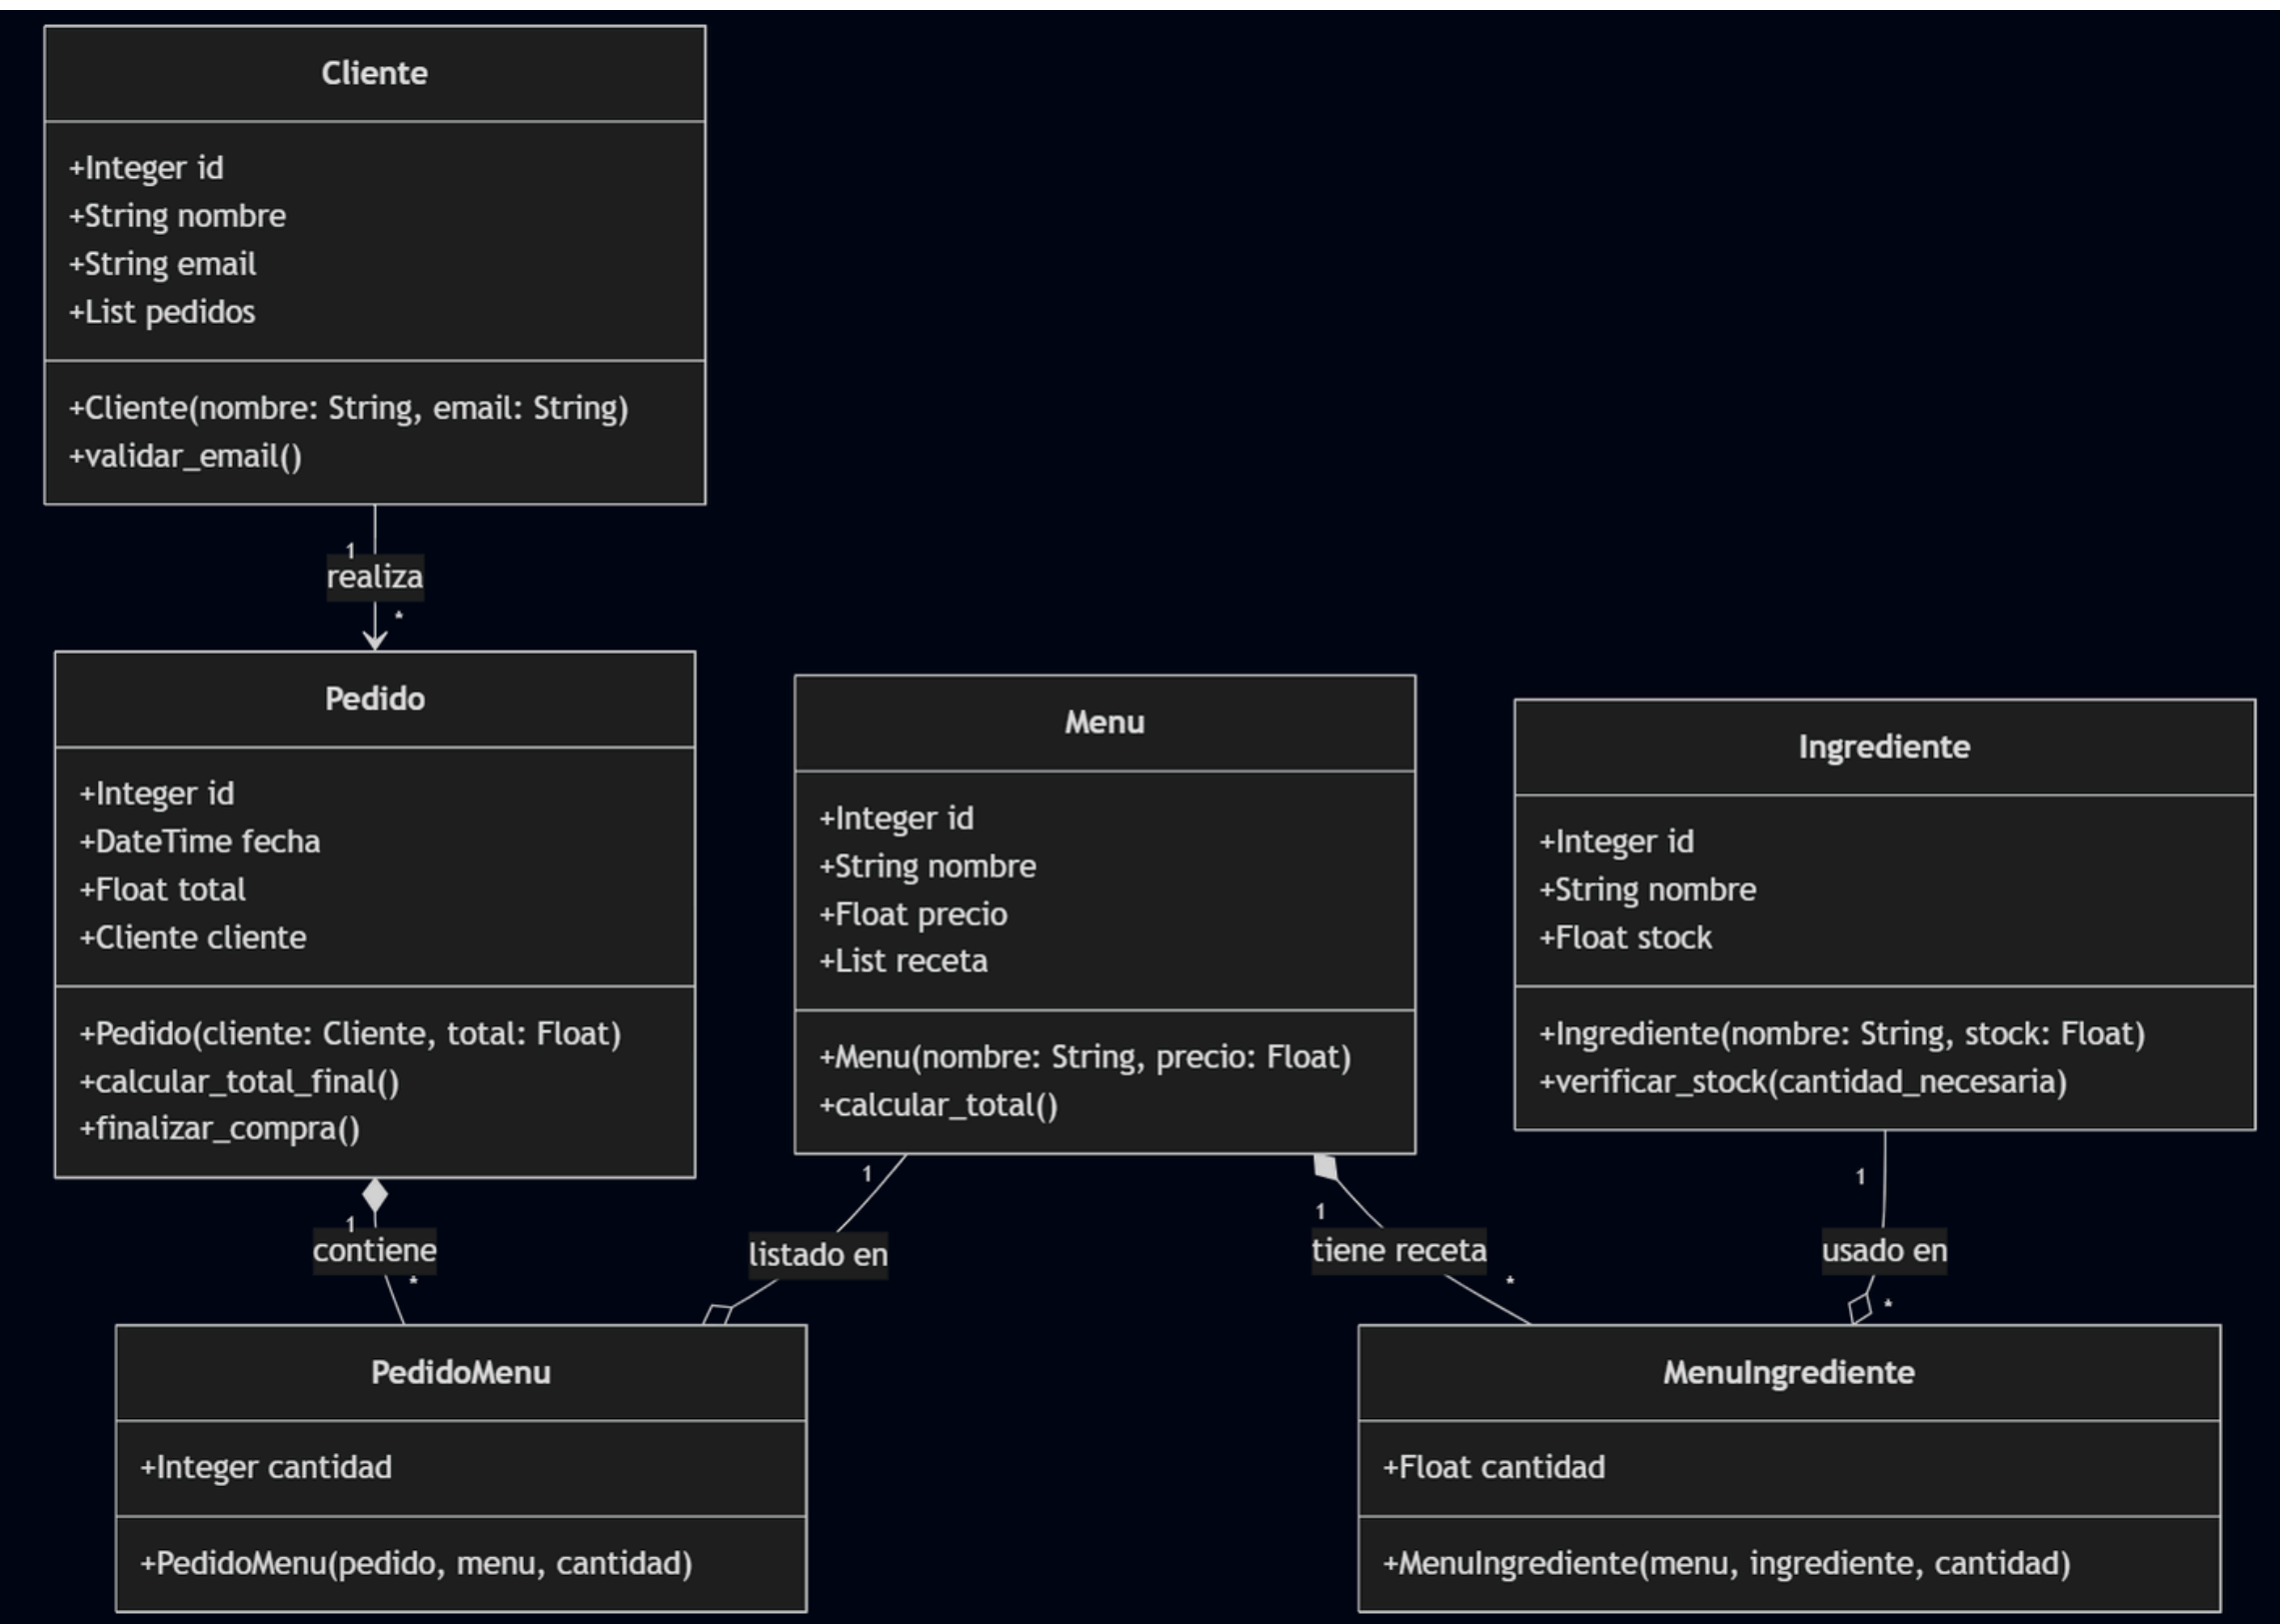 Cliente
+Integer id
+String nombre
+String email
+List pedidos
+Cliente(nombre: String, email: String)
+validar_email()
1
realiza
*
Pedido
+Integer id
+DateTime fecha
+Float total
+Cliente cliente
+Pedido(cliente: Cliente, total: Float)
+calcular_total_final()
+finalizar_compra()
Menu
+Integer id
+String nombre
+Float precio
+List receta
+Menu(nombre: String, precio: Float)
+calcular_total()
Ingrediente
+Integer id
+String nombre
+Float stock
+Ingrediente(nombre: String, stock: Float)
+verificar_stock(cantidad_necesaria)
1
contiene
*
1
listado en
1
tiene receta
*
1
usado en
*
PedidoMenu
+Integer cantidad
+PedidoMenu(pedido, menu, cantidad)
MenuIngrediente
+Float cantidad
+MenuIngrediente(menu, ingrediente, cantidad)